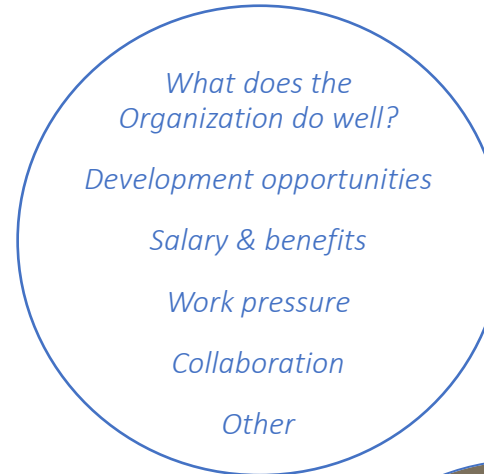 What does the
Organization do well?
Development opportunities
Salary & benefits
Work pressure
Collaboration
Other